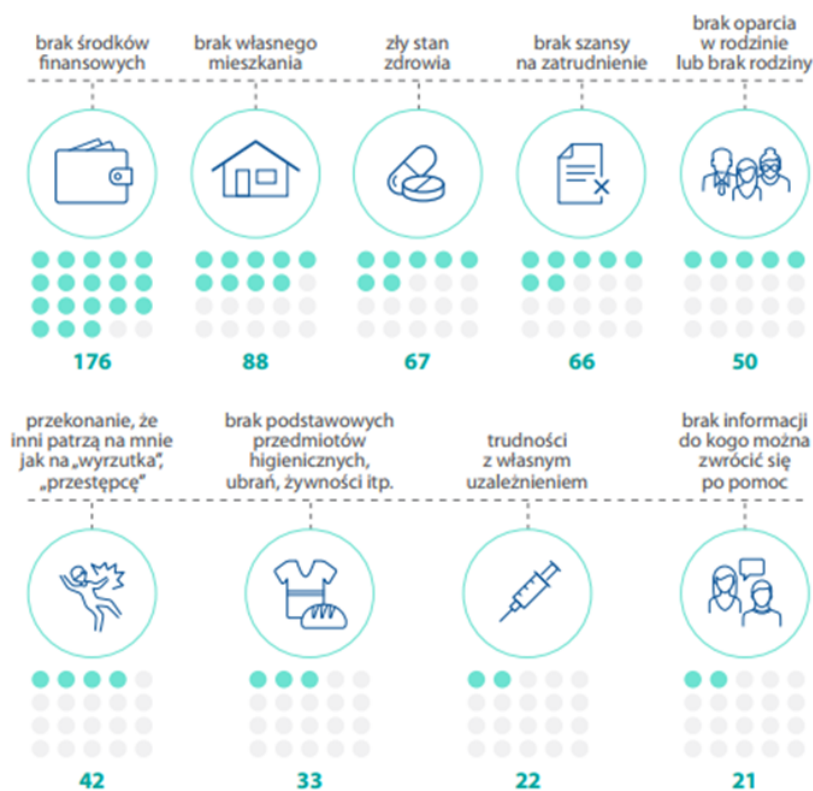 brak środków
finansowych
brak własnego
mieszkania
zły stan
zdrowia
brak szansy
na zatrudnienie
brak oparcia
w rodzinie
lub brak rodziny
176
88
67
66
50
przekonanie, że
inni patrzą na mnie
jak na „wyrzutka”,
„przestępcę”
brak podstawowych
przedmiotów
higienicznych,
ubrań, żywności itp.
trudności
z własnym
uzależnieniem
brak informacji
do kogo można
zwrócić się
po pomoc
42
33
22
21